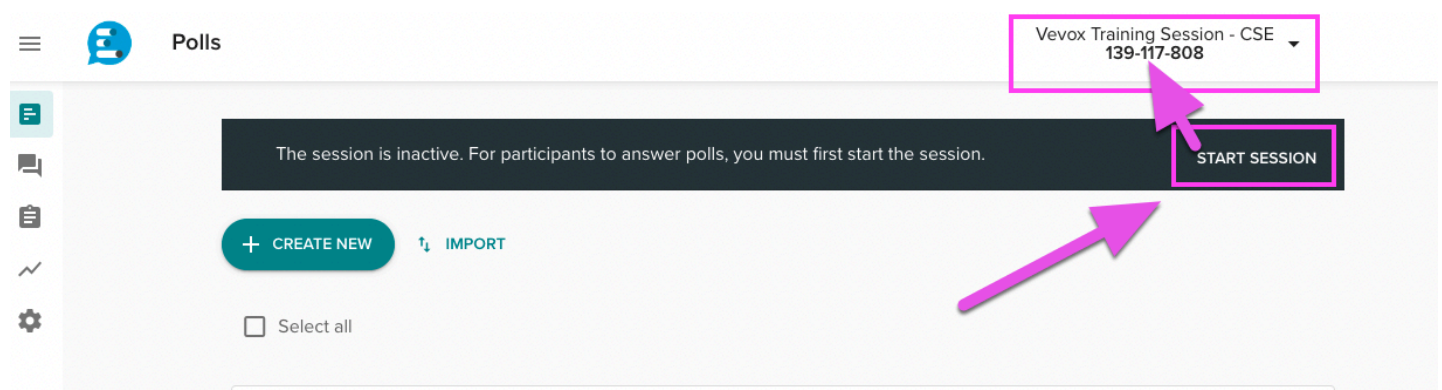 Polls
Vevox Training Session - CSE
139-117-808
The session is inactive. For participants to answer polls, you must first start the session.
START SESSION
+ CREATE NEW
IMPORT
Select all